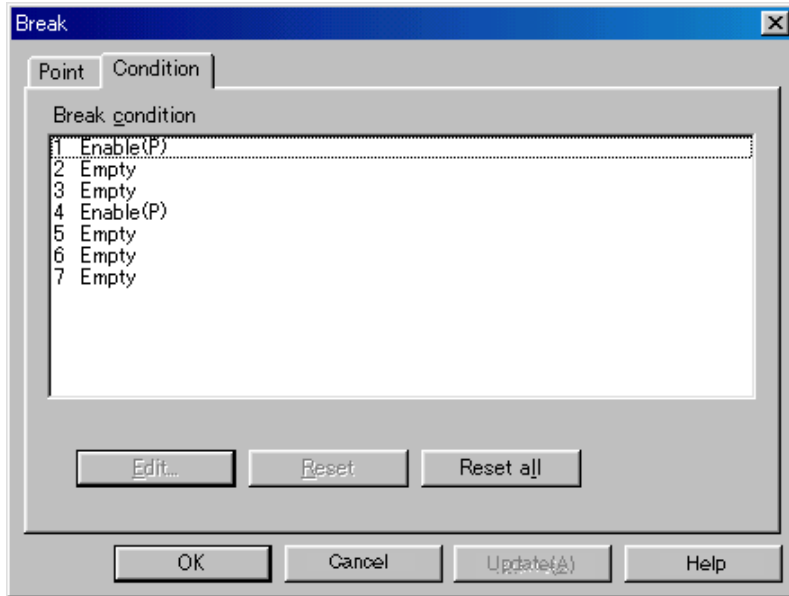 Break
Point Condition
Break condition
1 Enable(P)
2 Empty
3 Empty
4 Enable(P)
5 Empty
6 Empty
7 Empty
Edit... Reset Reset all
OK Cancel Update(A) Help